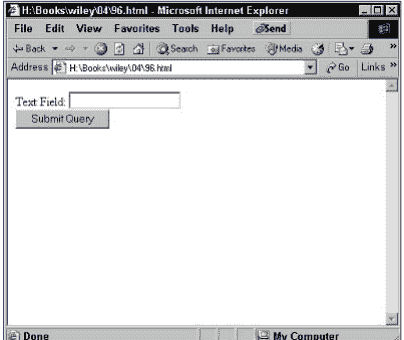 H:\Books\wiley\04\96.html - Microsoft Internet Explorer
File Edit View Favorites Tools Help Send
Back Search Favorites Media »
Address H:\Books\wiley\04\96.html Go Links »
Text Field:
Submit Query
Done My Computer